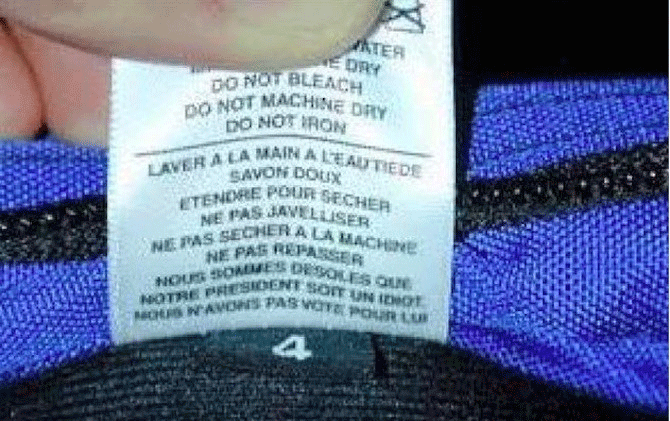 WATER
DRY
DO NOT BLEACH
DO NOT MACHINE DRY
DO NOT IRON
LAVER A LA MAIN A L'EAU TIEDE
SAVON DOUX
ETENDRE POUR SECHER
NE PAS JAVELLISER
NE PAS SECHER A LA MACHINE
NE PAS REPASSER
NOUS SOMMES DESOLES QUE
NOTRE PRESIDENT SOIT UN IDIOT
NOUS N'AVONS PAS VOTE POUR LUI
4